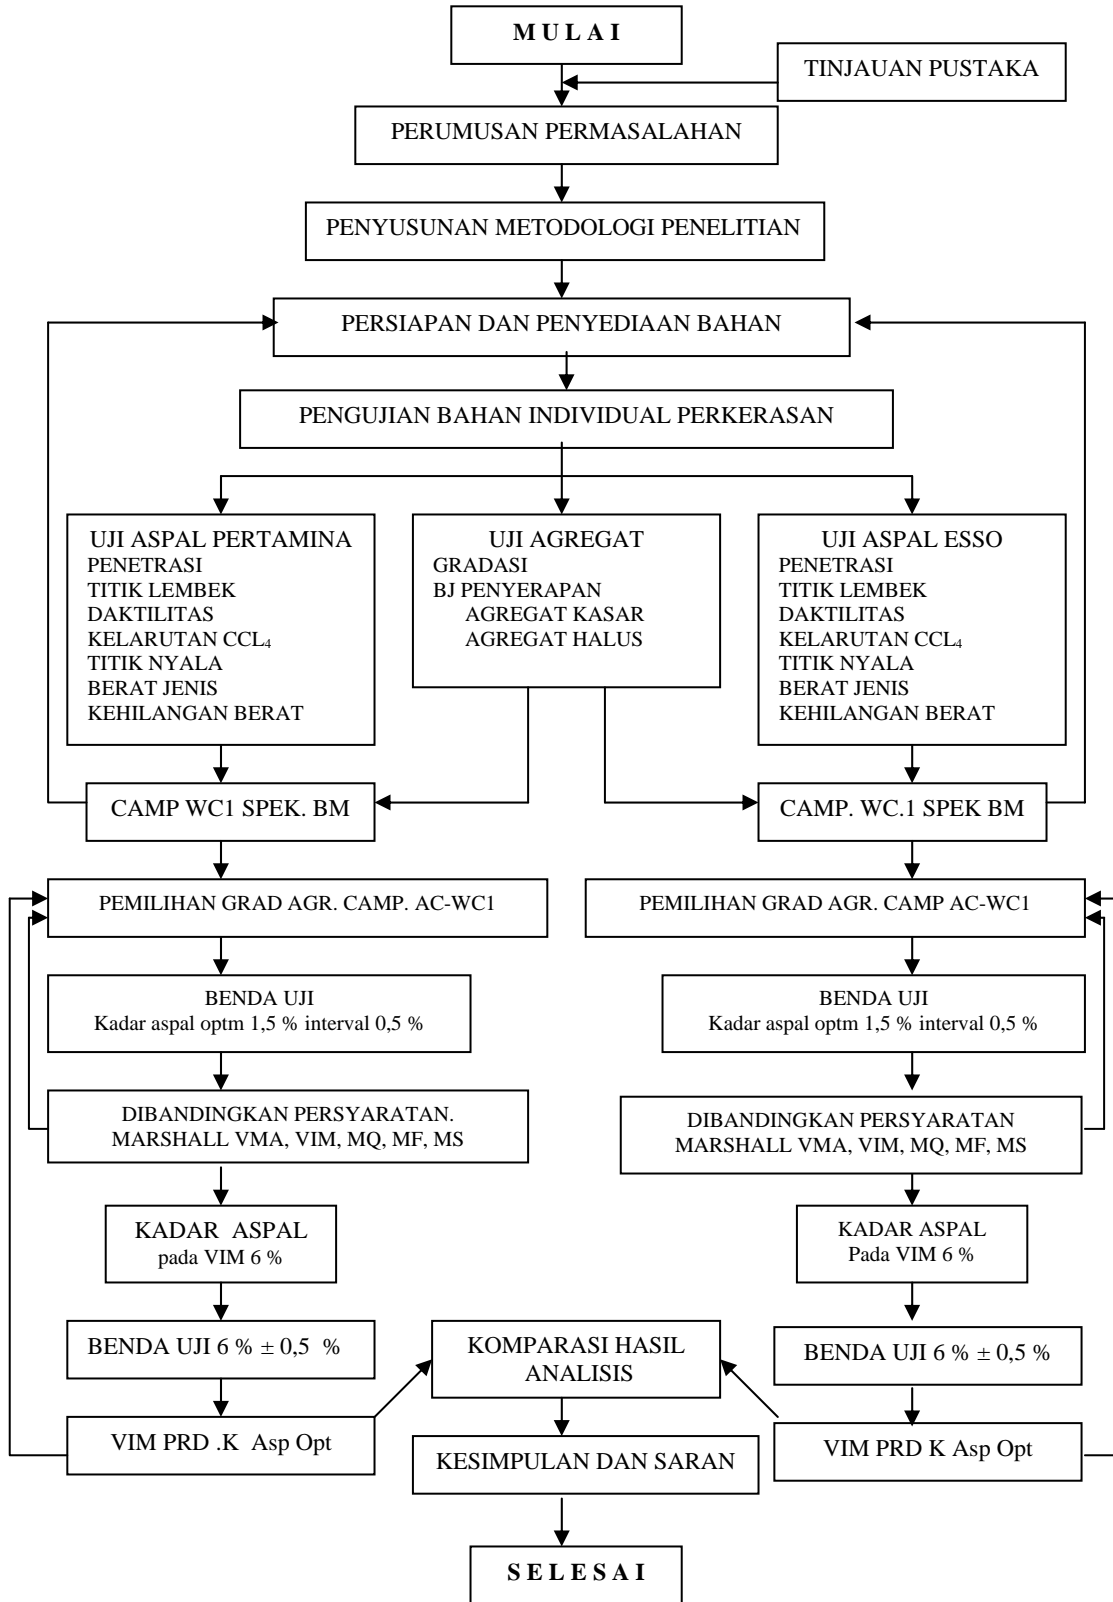 M U L A I
TINJAUAN PUSTAKA
PERUMUSAN PERMASALAHAN
PENYUSUNAN METODOLOGI PENELITIAN
PERSIAPAN DAN PENYEDIAAN BAHAN
PENGUJIAN BAHAN INDIVIDUAL PERKERASAN
UJI ASPAL PERTAMINA
PENETRASI
TITIK LEMBEK
DAKTILITAS
KELARUTAN CCL₄
TITIK NYALA
BERAT JENIS
KEHILANGAN BERAT
UJI AGREGAT
GRADASI
BJ PENYERAPAN
AGREGAT KASAR
AGREGAT HALUS
UJI ASPAL ESSO
PENETRASI
TITIK LEMBEK
DAKTILITAS
KELARUTAN CCL₄
TITIK NYALA
BERAT JENIS
KEHILANGAN BERAT
CAMP WC1 SPEK. BM
CAMP. WC.1 SPEK BM
PEMILIHAN GRAD AGR. CAMP. AC-WC1
PEMILIHAN GRAD AGR. CAMP AC-WC1
BENDA UJI
Kadar aspal optm 1,5 % interval 0,5 %
BENDA UJI
Kadar aspal optm 1,5 % interval 0,5 %
DIBANDINGKAN PERSYARATAN.
MARSHALL VMA, VIM, MQ, MF, MS
DIBANDINGKAN PERSYARATAN
MARSHALL VMA, VIM, MQ, MF, MS
KADAR ASPAL
pada VIM 6 %
KADAR ASPAL
Pada VIM 6 %
BENDA UJI 6 % ± 0,5 %
KOMPARASI HASIL
ANALISIS
BENDA UJI 6 % ± 0,5 %
VIM PRD .K Asp Opt
KESIMPULAN DAN SARAN
VIM PRD K Asp Opt
S E L E S A I